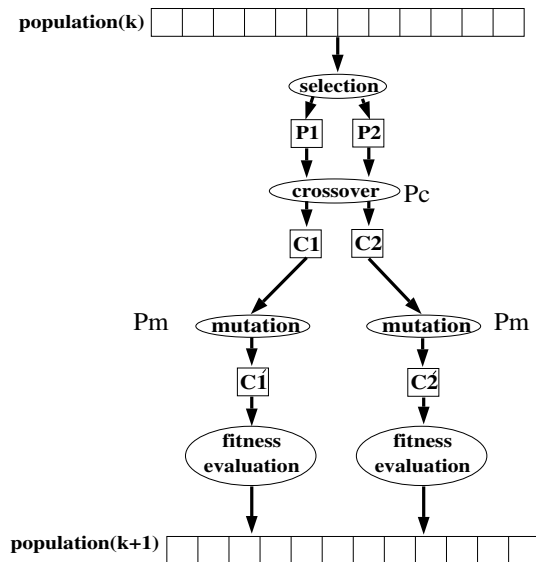 population(k)
selection
P1 P2
crossover Pc
C1 C2
Pm mutation mutation Pm
C1́ C2́
fitness evaluation fitness evaluation
population(k+1)